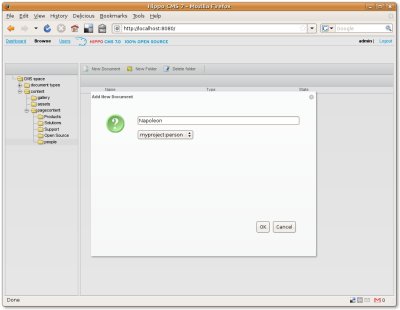 Hippo CMS 7 - Mozilla Firefox
File Edit View History Delicious Bookmarks Tools Help
http://localhost:8080/
Google
Dashboard Browse Users HIPPO CMS 7.0 100% OPEN SOURCE admin | Logout
CMS space
document types
content
gallery
assets
pagecontent
Products
Solutions
Support
Open Source
people
New Document New Folder Delete folder
Name Type State
Add New Document
Napoleon
myproject:person
OK Cancel
Done
0